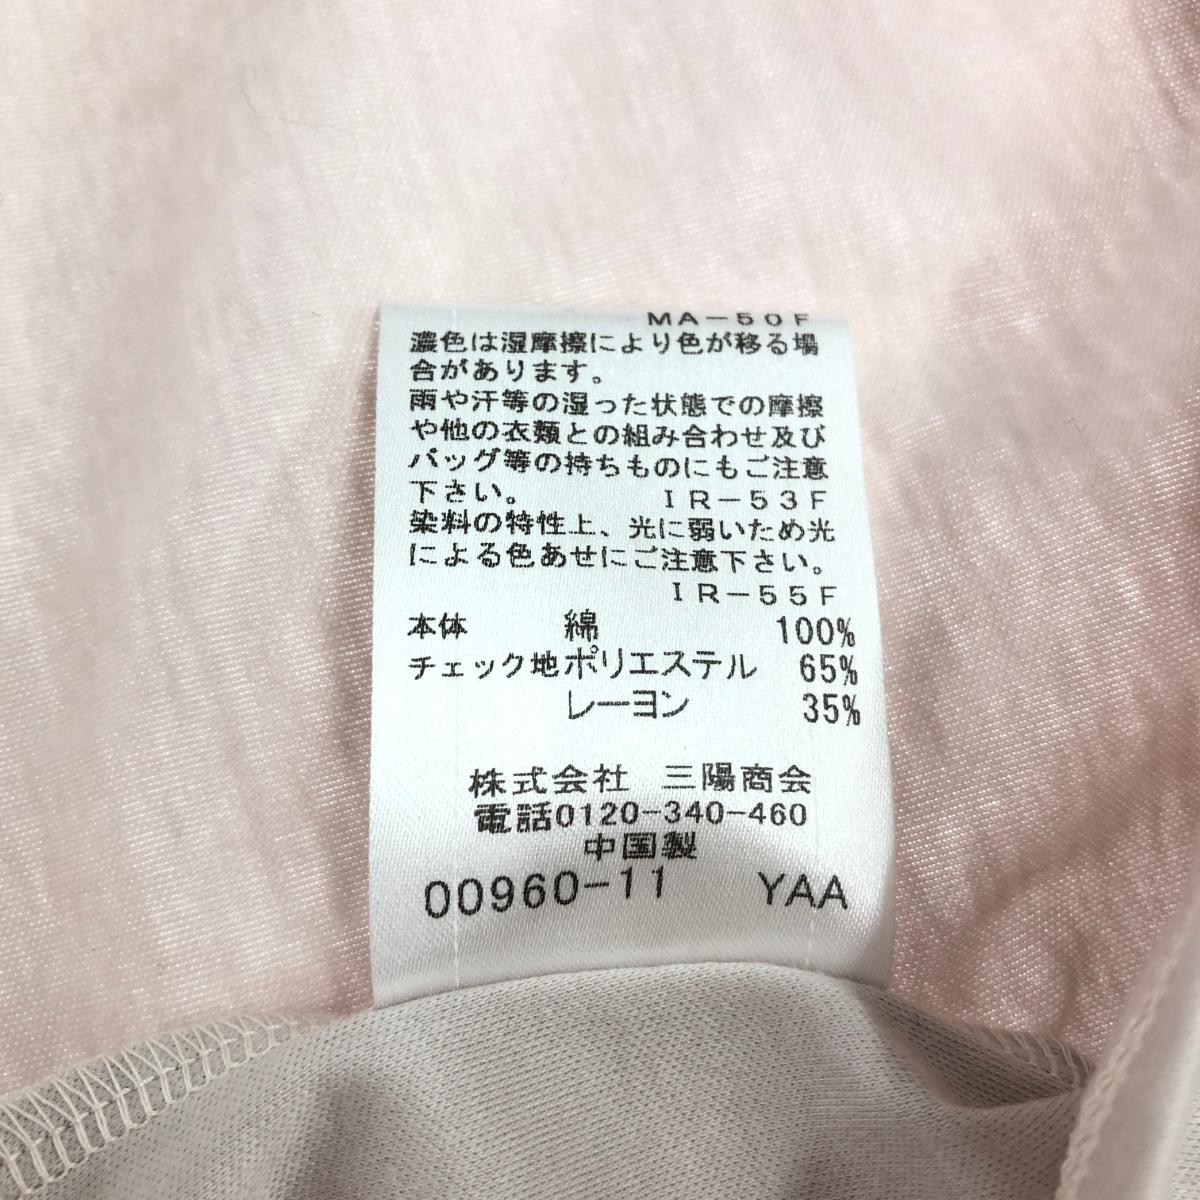 MA-50F
濃色は湿摩擦により色が移る場
合があります。
雨や汗等の湿った状態での摩擦
や他の衣類との組み合わせ及び
バッグ等の持ちものにもご注意
下さい。 IR-53F
染料の特性上、光に弱いため光
による色あせにご注意下さい。
IR-55F
本体 綿 100%
チェック地 ポリエステル 65%
レーヨン 35%
株式会社 三陽商会
電話0120-340-460
中国製
00960-11 YAA